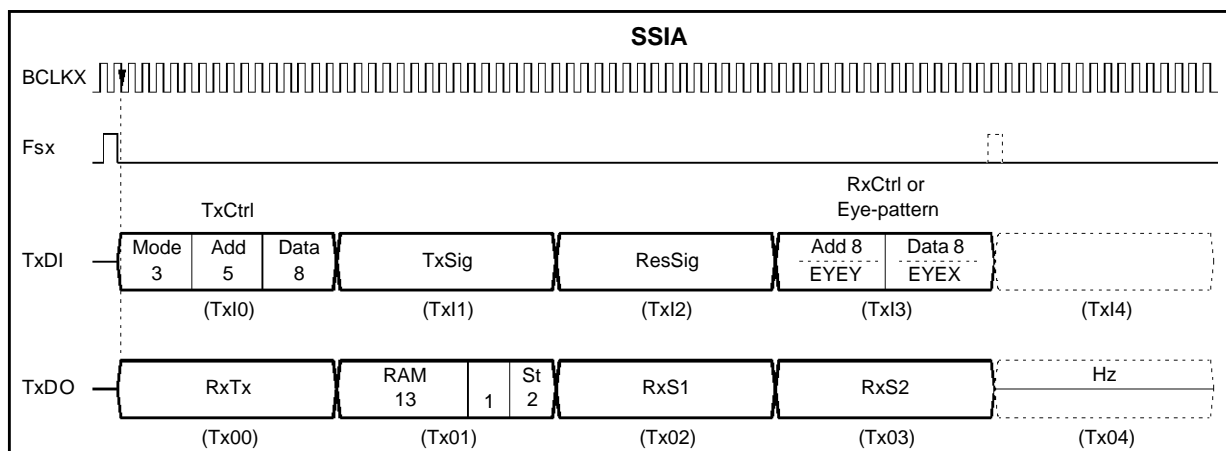 SSIA
BCLKX
Fsx
RxCtrl or
Eye-pattern
TxCtrl
TxDI
Mode
3
Add
5
Data
8
TxSig
ResSig
Add 8
EYEY
Data 8
EYEX
(TxI0)
(TxI1)
(TxI2)
(TxI3)
(TxI4)
TxDO
RxTx
RAM
13
1
St
2
RxS1
RxS2
Hz
(Tx00)
(Tx01)
(Tx02)
(Tx03)
(Tx04)